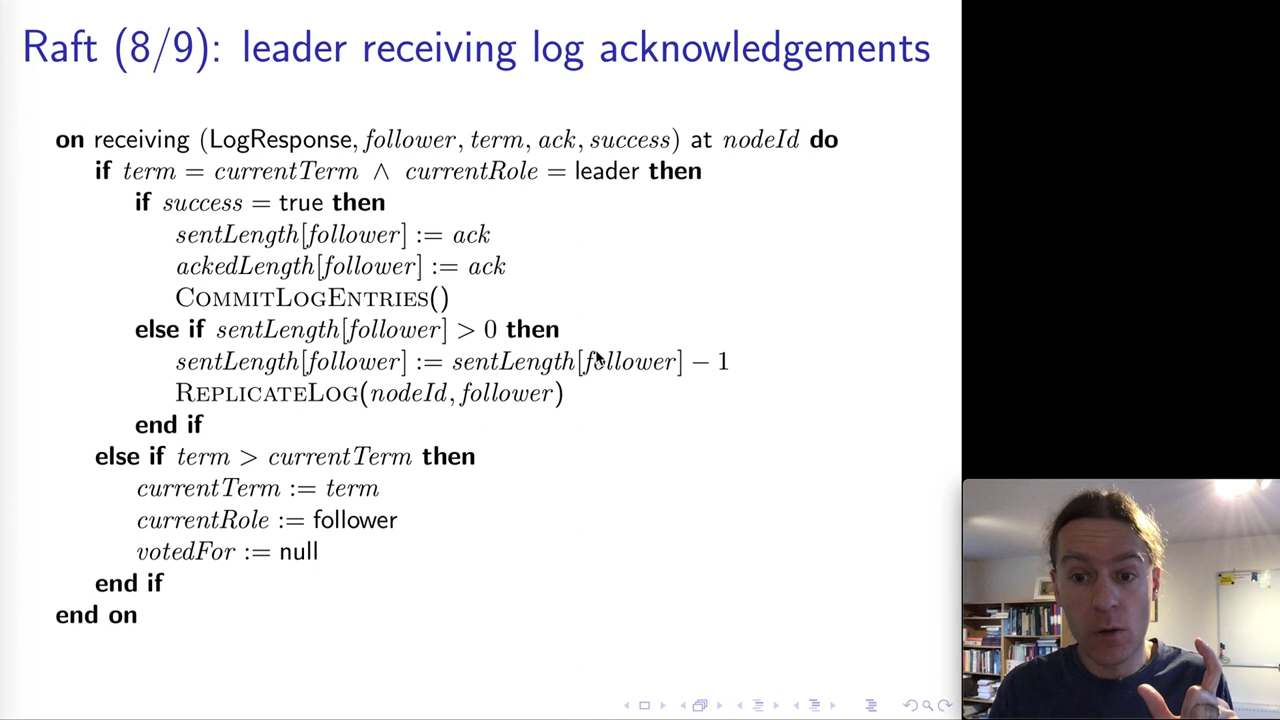 Raft (8/9): leader receiving log acknowledgements
on receiving (LogResponse, follower, term, ack, success) at nodeId do
if term = currentTerm ∧ currentRole = leader then
if success = true then
sentLength[follower] := ack
ackedLength[follower] := ack
CommitLogEntries()
else if sentLength[follower] > 0 then
sentLength[follower] := sentLength[follower] − 1
ReplicateLog(nodeId, follower)
end if
else if term > currentTerm then
currentTerm := term
currentRole := follower
votedFor := null
end if
end on